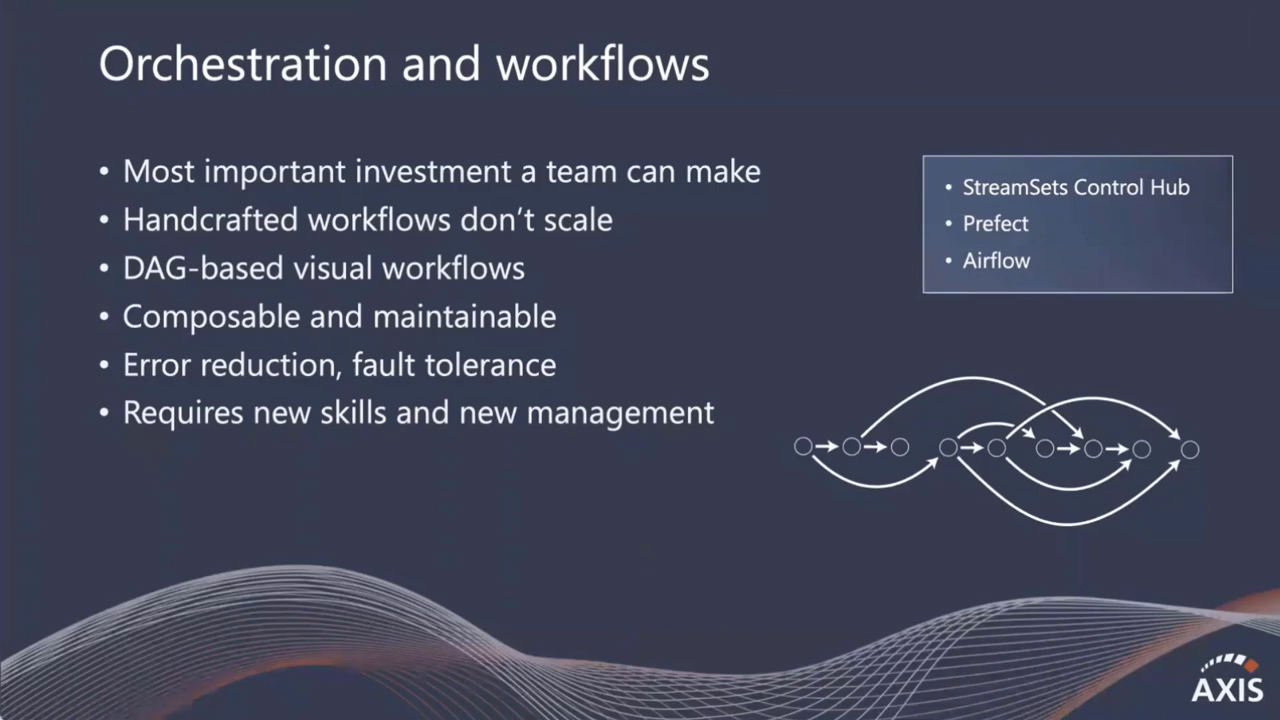 Orchestration and workflows
• Most important investment a team can make
• Handcrafted workflows don’t scale
• DAG-based visual workflows
• Composable and maintainable
• Error reduction, fault tolerance
• Requires new skills and new management
• StreamSets Control Hub
• Prefect
• Airflow
AXIS